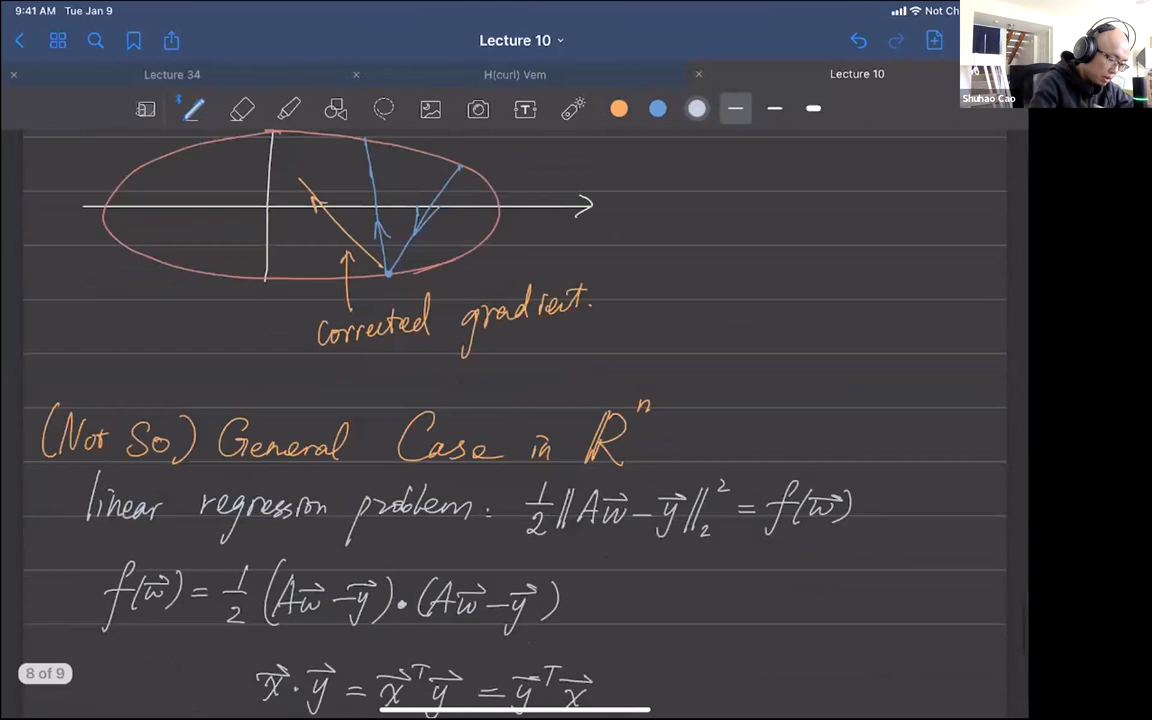 9:41 AM Tue Jan 9
Not Ch
Lecture 10
Lecture 34
H(curl) Vem
Lecture 10
Shuhao Cao
corrected gradient.
(Not So) General Case in ℝⁿ
linear regression problem: ½‖Aw⃗ − y⃗‖₂² = f(w⃗)
f(w⃗) = ½ (Aw⃗ − y⃗) • (Aw⃗ − y⃗)
x⃗ · y⃗ = x⃗ᵀy⃗ = y⃗ᵀx⃗
8 of 9